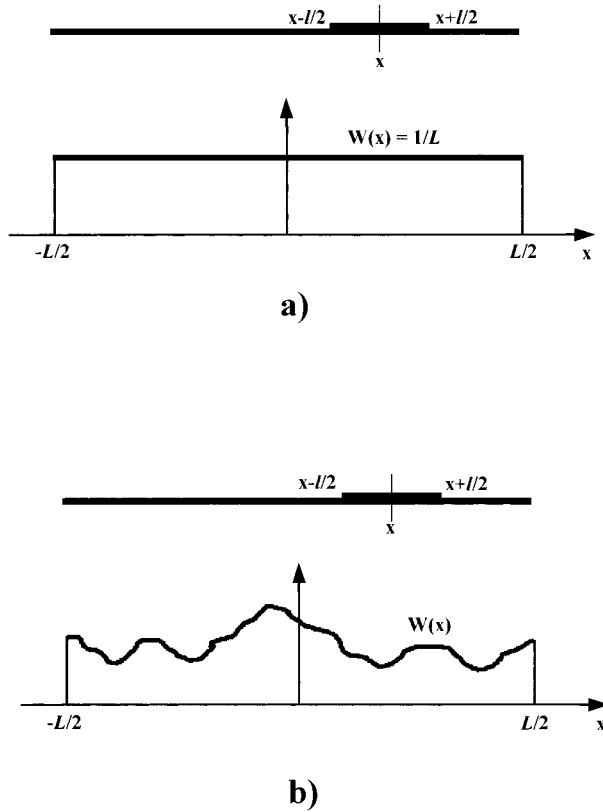 x-l/2 x+l/2
x
W(x) = 1/L
-L/2 L/2 x
a)
x-l/2 x+l/2
x
W(x)
-L/2 L/2 x
b)